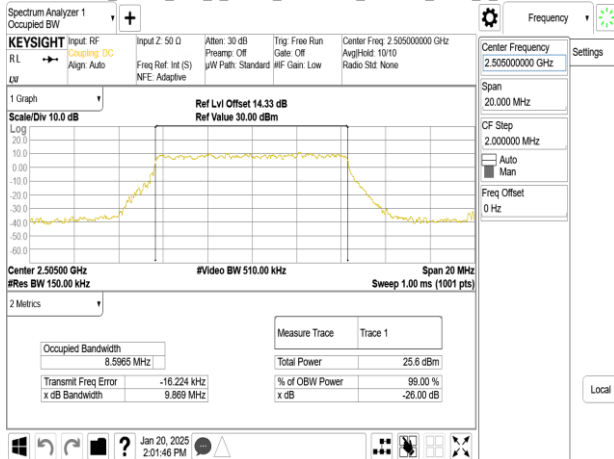 Spectrum Analyzer 1
Occupied BW
Frequency
KEYSIGHT
RL
Input: RF
Coupling: DC
Align: Auto
Input Z: 50 Ω
Freq Ref: Int (S)
NFE: Adaptive
Atten: 30 dB
Preamp: Off
µW Path: Standard
Trig: Free Run
Gate: Off
#IF Gain: Low
Center Freq: 2.505000000 GHz
Avg|Hold: 10/10
Radio Std: None
Center Frequency
2.505000000 GHz
Settings
Span
20.000 MHz
CF Step
2.000000 MHz
Auto
Man
Freq Offset
0 Hz
Local
1 Graph
Scale/Div 10.0 dB
Ref Lvl Offset 14.33 dB
Ref Value 30.00 dBm
Log
20.0
10.0
0.00
-10.0
-20.0
-30.0
-40.0
-50.0
-60.0
Center 2.50500 GHz
#Video BW 510.00 kHz
Span 20 MHz
#Res BW 150.00 kHz
Sweep 1.00 ms (1001 pts)
2 Metrics
Measure Trace Trace 1
Occupied Bandwidth
8.5965 MHz
Total Power 25.6 dBm
Transmit Freq Error -16.224 kHz
% of OBW Power 99.00 %
x dB Bandwidth 9.869 MHz
x dB -26.00 dB
Jan 20, 2025
2:01:46 PM